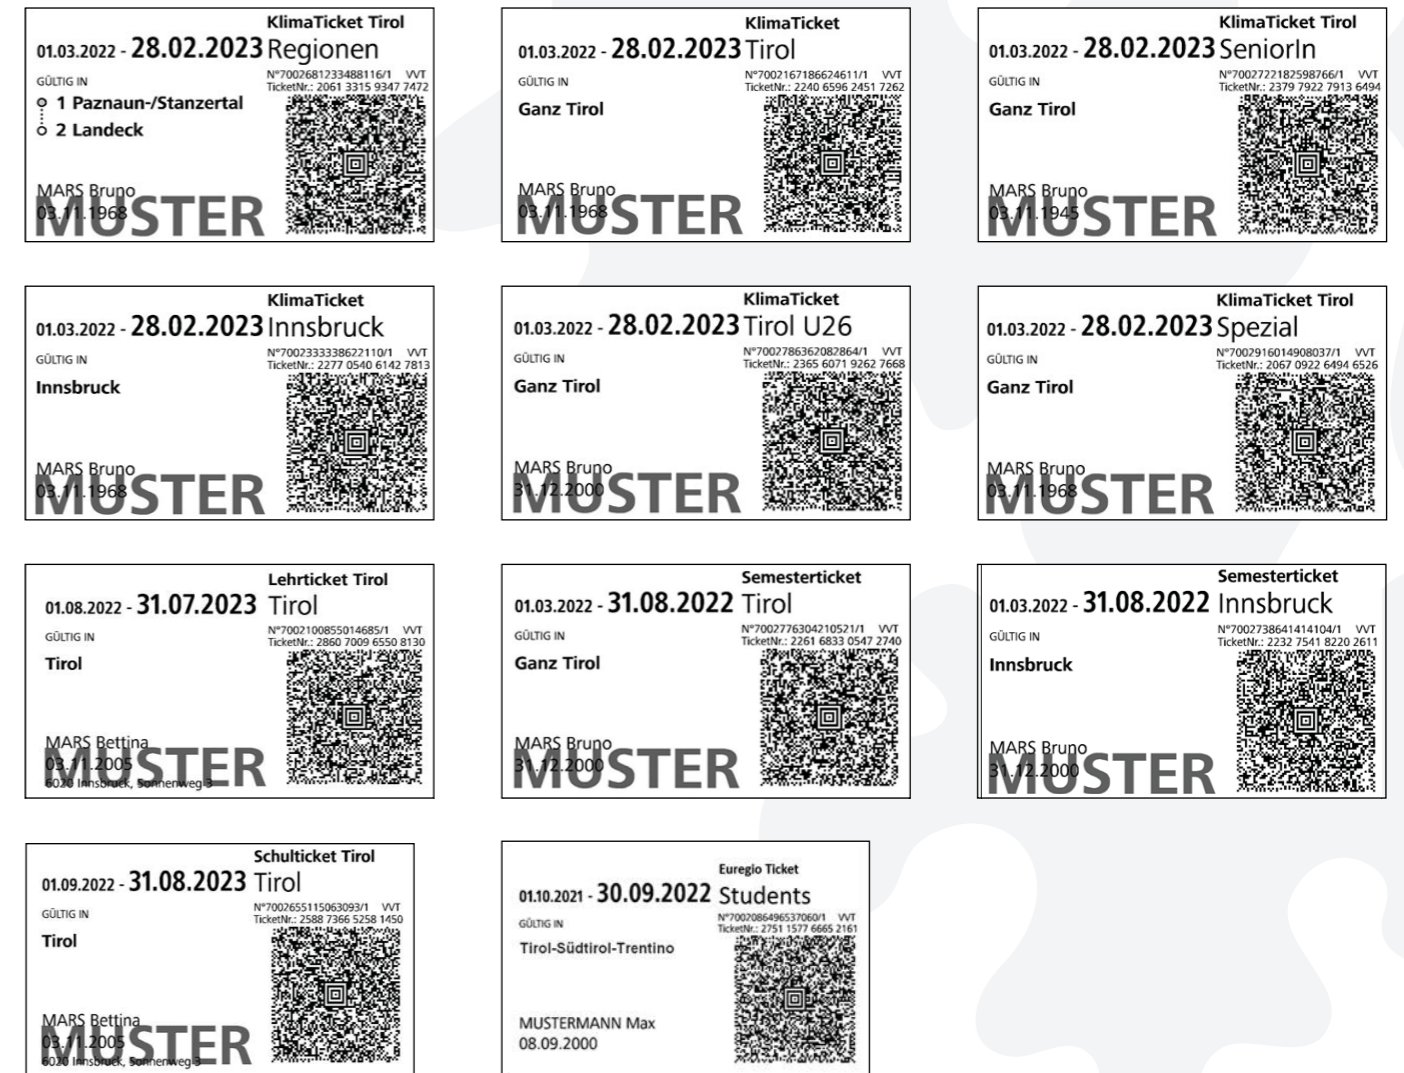 KlimaTicket Tirol
01.03.2022 - 28.02.2023 Regionen
GÜLTIG IN
N°7002681233488116/1 VVT
TicketNr.: 2061 3315 9347 7472
1 Paznaun-/Stanzertal
2 Landeck
MARS Bruno
03.11.1968
MUSTER
KlimaTicket
01.03.2022 - 28.02.2023 Tirol
GÜLTIG IN
N°7002167186624611/1 VVT
TicketNr.: 2240 6596 2451 7262
Ganz Tirol
MARS Bruno
03.11.1968
MUSTER
KlimaTicket Tirol
01.03.2022 - 28.02.2023 SeniorIn
GÜLTIG IN
N°7002722182598766/1 VVT
TicketNr.: 2379 7922 7913 6494
Ganz Tirol
MARS Bruno
03.11.1945
MUSTER
KlimaTicket
01.03.2022 - 28.02.2023 Innsbruck
GÜLTIG IN
N°7002333338622110/1 VVT
TicketNr.: 2277 0540 6142 7813
Innsbruck
MARS Bruno
03.11.1968
MUSTER
KlimaTicket
01.03.2022 - 28.02.2023 Tirol U26
GÜLTIG IN
N°7002786362082864/1 VVT
TicketNr.: 2365 6071 9262 7668
Ganz Tirol
MARS Bruno
31.12.2000
MUSTER
KlimaTicket Tirol
01.03.2022 - 28.02.2023 Spezial
GÜLTIG IN
N°7002916014908037/1 VVT
TicketNr.: 2067 0922 6494 6526
Ganz Tirol
MARS Bruno
03.11.1968
MUSTER
Lehrticket Tirol
01.08.2022 - 31.07.2023 Tirol
GÜLTIG IN
N°7002100855014685/1 VVT
TicketNr.: 2860 7009 6550 8130
Tirol
MARS Bettina
03.11.2005
6020 Innsbruck, Sonnenweg 3
MUSTER
Semesterticket
01.03.2022 - 31.08.2022 Tirol
GÜLTIG IN
N°7002776304210521/1 VVT
TicketNr.: 2261 6833 0547 2740
Ganz Tirol
MARS Bruno
31.12.2000
MUSTER
Semesterticket
01.03.2022 - 31.08.2022 Innsbruck
GÜLTIG IN
N°7002738641414104/1 VVT
TicketNr.: 2232 7541 8220 2611
Innsbruck
MARS Bruno
31.12.2000
MUSTER
Schulticket Tirol
01.09.2022 - 31.08.2023 Tirol
GÜLTIG IN
N°7002655115063093/1 VVT
TicketNr.: 2588 7366 5258 1450
Tirol
MARS Bettina
03.11.2005
6020 Innsbruck, Sonnenweg 3
MUSTER
Euregio Ticket
01.10.2021 - 30.09.2022 Students
GÜLTIG IN
N°7002086496537060/1 VVT
TicketNr.: 2751 1577 6665 2161
Tirol-Südtirol-Trentino
MUSTERMANN Max
08.09.2000